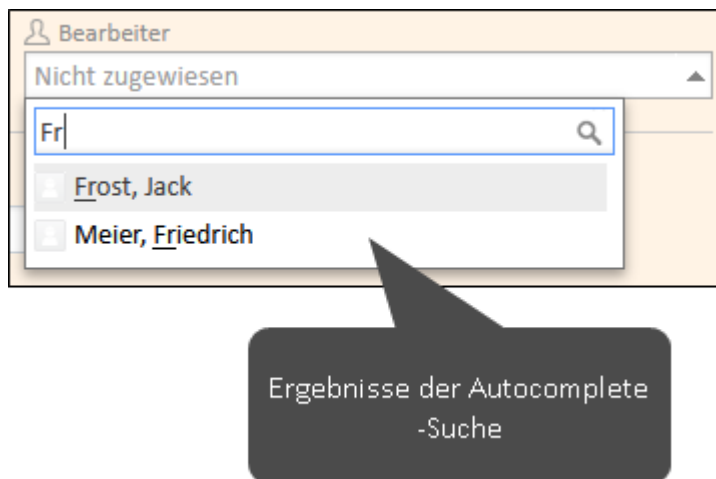 Bearbeiter
Nicht zugewiesen
Fr
Frost, Jack
Meier, Friedrich
Ergebnisse der Autocomplete
-Suche